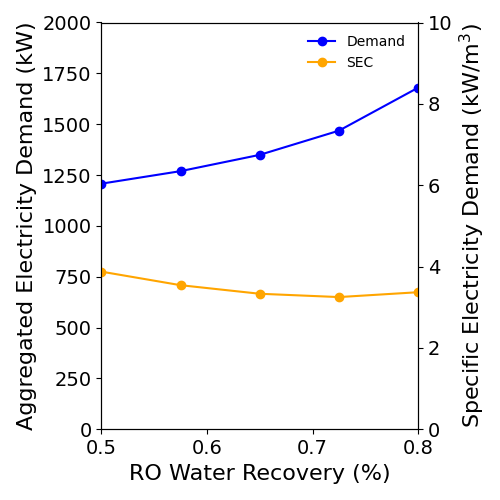 Aggregated Electricity Demand (kW)
2000
1750
1500
1250
1000
750
500
250
0
Demand
SEC
10
8
6
4
2
0
Specific Electricity Demand (kW/m³)
0.5 0.6 0.7 0.8
RO Water Recovery (%)